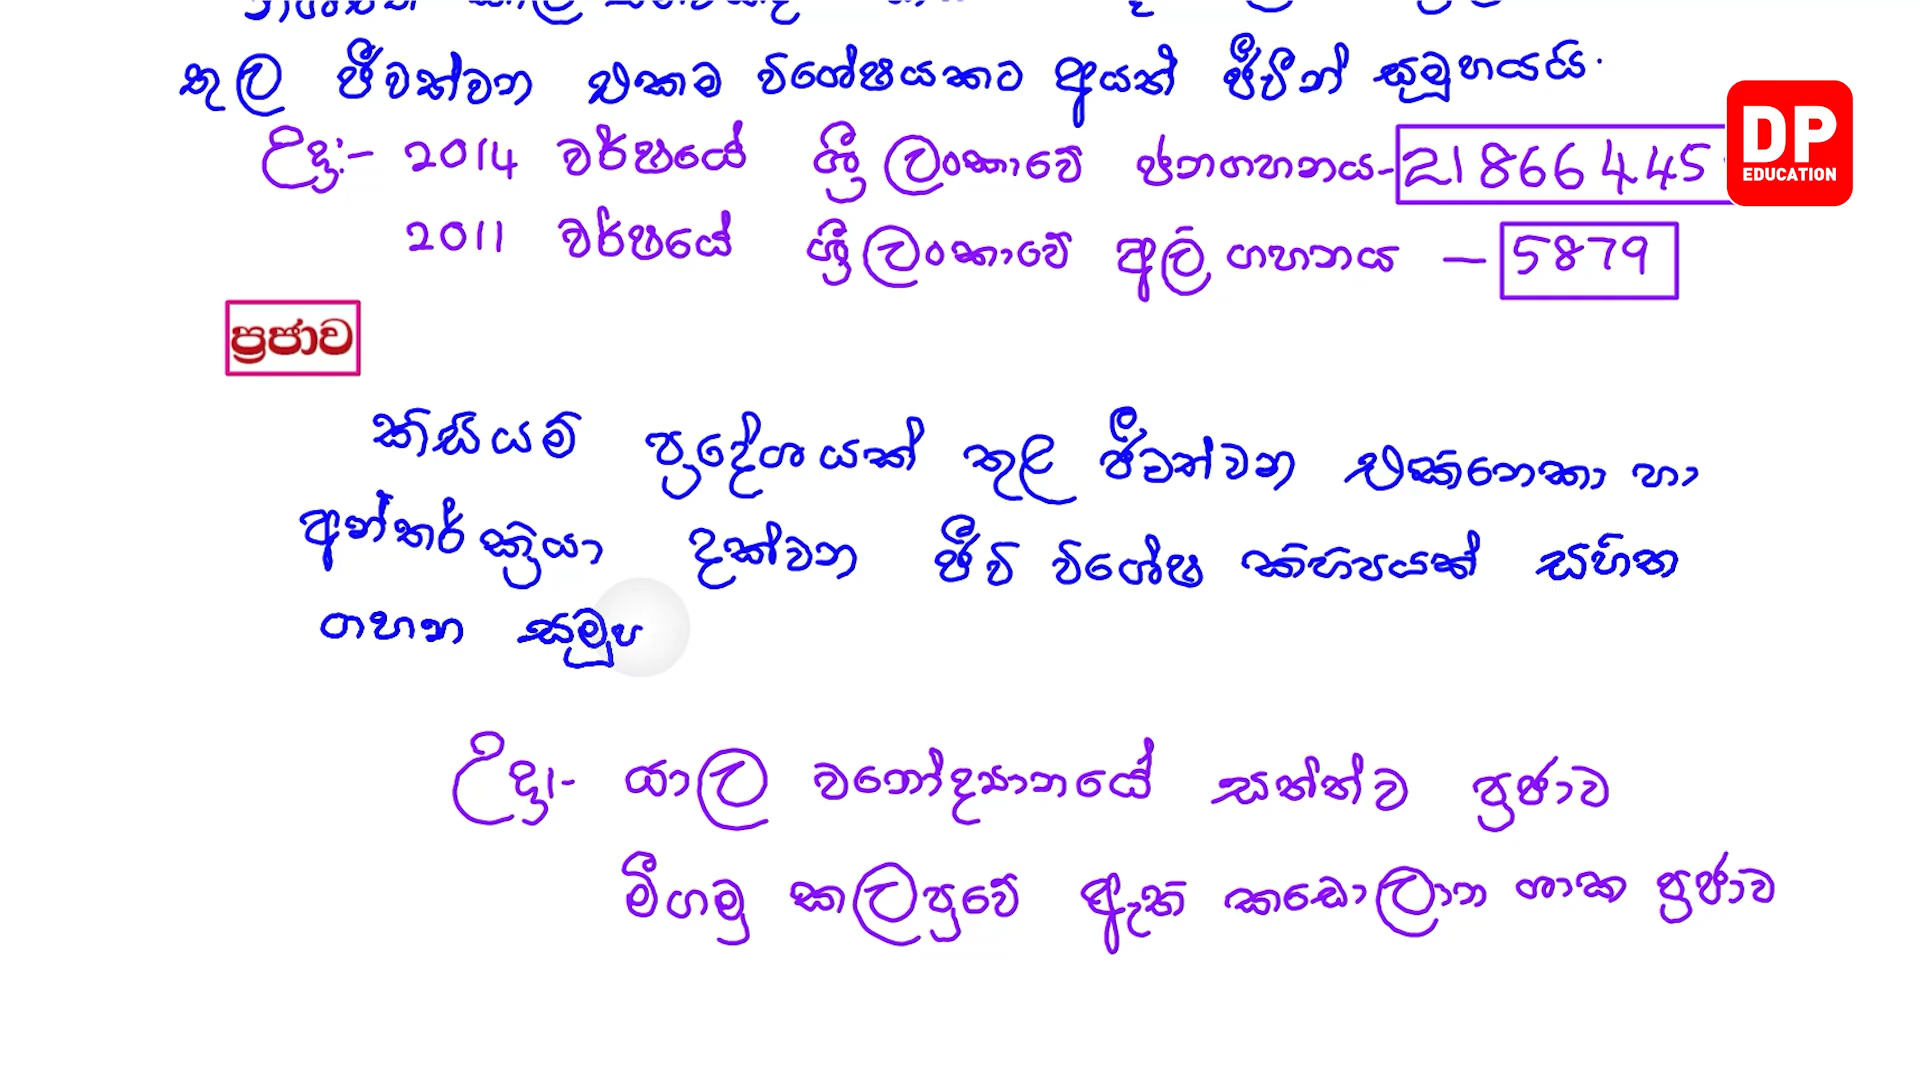 තුල ජීවත්වන එකම විශේෂයකට අයත් ජීවීන් සමූහයයි.
උදා:- 2014 වර්ෂයේ ශ්‍රී ලංකාවේ ජනගහනය- 21866445
2011 වර්ෂයේ ශ්‍රී ලංකාවේ අලි ගහනය - 5879
DP
EDUCATION
ප්‍රජාව
කිසියම් ප්‍රදේශයක් තුළ ජීවත්වන එකිනෙකා හා
අන්තර් ක්‍රියා දක්වන ජීවී විශේෂ කිහිපයක් සහිත
ගහන සමූහ
උදා:- යාල වනෝද්‍යානයේ සත්ත්ව ප්‍රජාව
මීගමු කලපුවේ ඇති කඩොලාන ශාක ප්‍රජාව